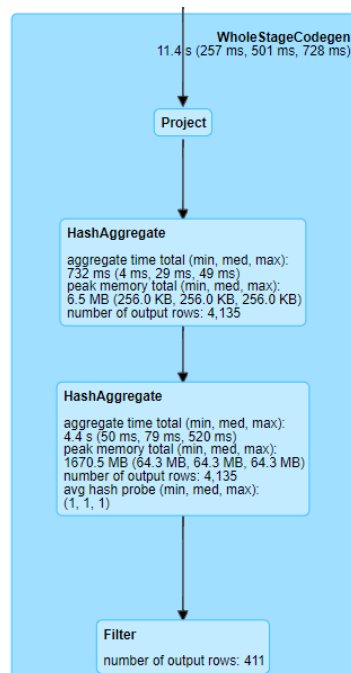 WholeStageCodegen
11.4 s (257 ms, 501 ms, 728 ms)
Project
HashAggregate
aggregate time total (min, med, max):
732 ms (4 ms, 29 ms, 49 ms)
peak memory total (min, med, max):
6.5 MB (256.0 KB, 256.0 KB, 256.0 KB)
number of output rows: 4,135
HashAggregate
aggregate time total (min, med, max):
4.4 s (50 ms, 79 ms, 520 ms)
peak memory total (min, med, max):
1670.5 MB (64.3 MB, 64.3 MB, 64.3 MB)
number of output rows: 4,135
avg hash probe (min, med, max):
(1, 1, 1)
Filter
number of output rows: 411